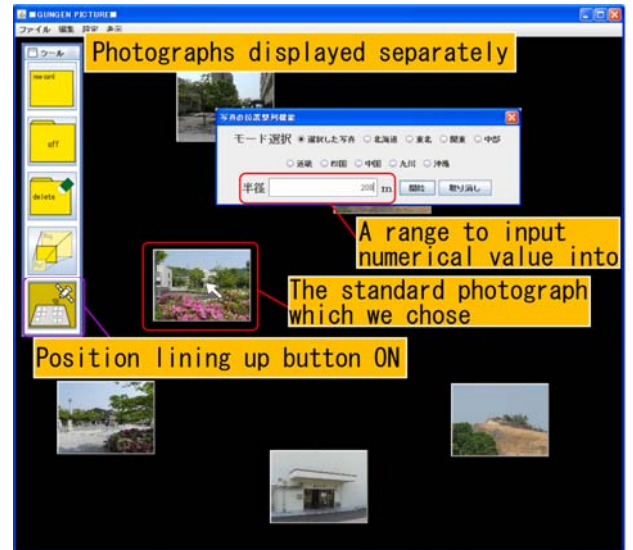 ■GUNGEN PICTURE■
ファイル 編集 設定 表示
ツール
Photographs displayed separately
new card
off
delete
写真の位置整列機能
モード選択 選択した写真 北海道 東北 関東 中部
近畿 四国 中国 九州 沖縄
半径 200 m 開始 取り消し
A range to input
numerical value into
The standard photograph
which we chose
Position lining up button ON